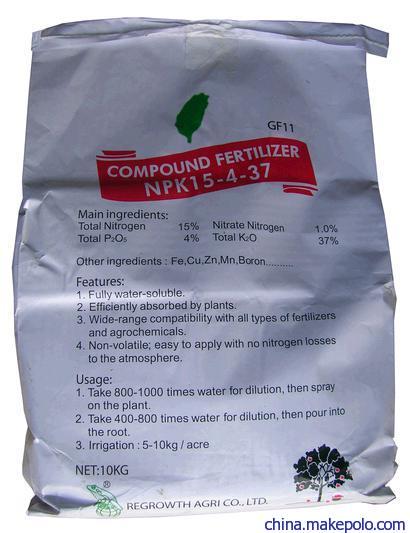 GF11
COMPOUND FERTILIZER
NPK15-4-37
Main ingredients:
Total Nitrogen 15% Nitrate Nitrogen 1.0%
Total P₂O₅ 4% Total K₂O 37%
Other ingredients : Fe,Cu,Zn,Mn,Boron..........
Features:
1. Fully water-soluble.
2. Efficiently absorbed by plants.
3. Wide-range compatibility with all types of fertilizers
and agrochemicals.
4. Non-volatile; easy to apply with no nitrogen losses
to the atmosphere.
Usage:
1. Take 800-1000 times water for dilution, then spray
on the plant.
2. Take 400-800 times water for dilution, then pour into
the root.
3. Irrigation : 5-10kg / acre
NET:10KG
®
REGROWTH AGRI CO., LTD.
china.makepolo.com